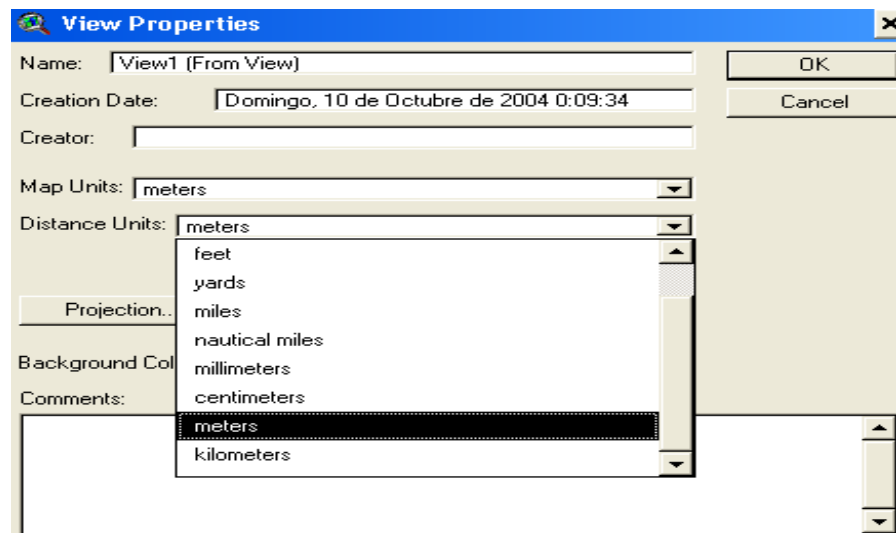 View Properties
Name: View1 (From View)
OK
Creation Date: Domingo, 10 de Octubre de 2004 0:09:34
Cancel
Creator:
Map Units: meters
Distance Units: meters
feet
yards
Projection..
miles
nautical miles
Background Col
millimeters
Comments:
centimeters
meters
kilometers